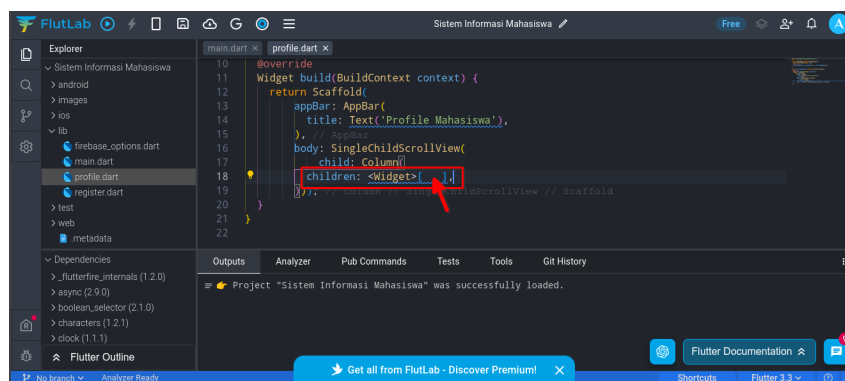 FlutLab
Sistem Informasi Mahasiswa
Free
A
Explorer
main.dart ×
profile.dart ×
Sistem Informasi Mahasiswa
> android
> images
> ios
lib
firebase_options.dart
main.dart
profile.dart
register.dart
> test
> web
.metadata
10 @override
11 Widget build(BuildContext context) {
12 return Scaffold(
13 appBar: AppBar(
14 title: Text('Profile Mahasiswa'),
15 ), // AppBar
16 body: SingleChildScrollView(
17 child: Column(
18 children: <Widget>[ ],
19 ))); // Column // SingleChildScrollView // Scaffold
20 }
21 }
22
Dependencies
> _flutterfire_internals (1.2.0)
> async (2.9.0)
> boolean_selector (2.1.0)
> characters (1.2.1)
> clock (1.1.1)
Flutter Outline
Outputs
Analyzer
Pub Commands
Tests
Tools
Git History
Project "Sistem Informasi Mahasiswa" was successfully loaded.
Flutter Documentation
Get all from FlutLab - Discover Premium! ×
No branch
Analyzer Ready
Shortcuts
Flutter 3.3